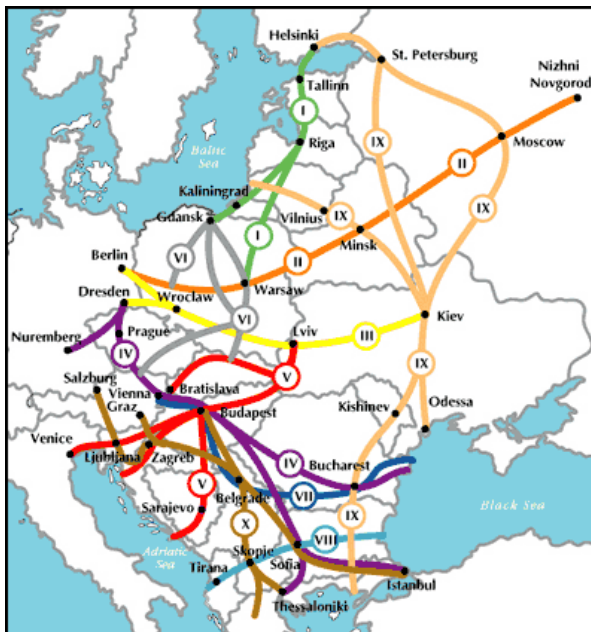 Helsinki
St. Petersburg
Nizhni
Novgorod
Tallinn
I
Riga
IX
Moscow
II
Baltic
Sea
Kaliningrad
IX
IX
Gdansk
Vilnius
Minsk
I
VI
II
Berlin
Warsaw
Dresden
Wroclaw
VI
Kiev
Nuremberg
Prague
Lviv
III
IV
IX
Salzburg
V
Vienna
Bratislava
Graz
Budapest
Kishinev
Odessa
Venice
Ljubljana
Zagreb
IV
Bucharest
V
Belgrade
VII
Sarajevo
IX
Black Sea
X
Adriatic
Sea
Skopje
VIII
Tirana
Sofia
Istanbul
Thessaloniki